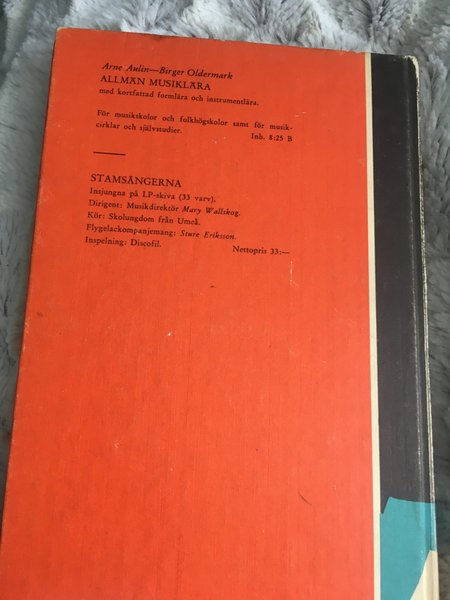 Arne Aulin—Birger Oldermark
ALLMÄN MUSIKLÄRA
med kortfattad formlära och instrumentlära.
För musikskolor och folkhögskolor samt för musik-
cirklar och självstudier. Inb. 8:25 B
STAMSÅNGERNA
Insjungna på LP-skiva (33 varv).
Dirigent: Musikdirektör Mary Wallskog.
Kör: Skolungdom från Umeå.
Flygelackompanjemang: Sture Eriksson.
Inspelning: Discofil. Nettopris 33:—